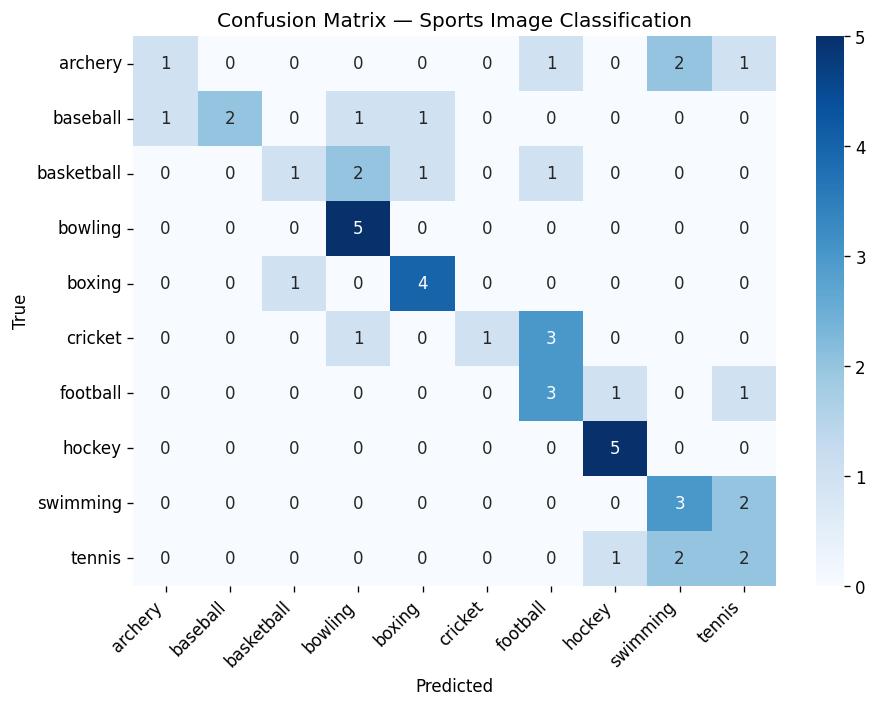 Confusion Matrix — Sports Image Classification
archery 1 0 0 0 0 0 1 0 2 1
baseball 1 2 0 1 1 0 0 0 0 0
basketball 0 0 1 2 1 0 1 0 0 0
bowling 0 0 0 5 0 0 0 0 0 0
boxing 0 0 1 0 4 0 0 0 0 0
cricket 0 0 0 1 0 1 3 0 0 0
football 0 0 0 0 0 0 3 1 0 1
hockey 0 0 0 0 0 0 0 5 0 0
swimming 0 0 0 0 0 0 0 0 3 2
tennis 0 0 0 0 0 0 0 1 2 2
True
archery baseball basketball bowling boxing cricket football hockey swimming tennis
Predicted
5
4
3
2
1
0